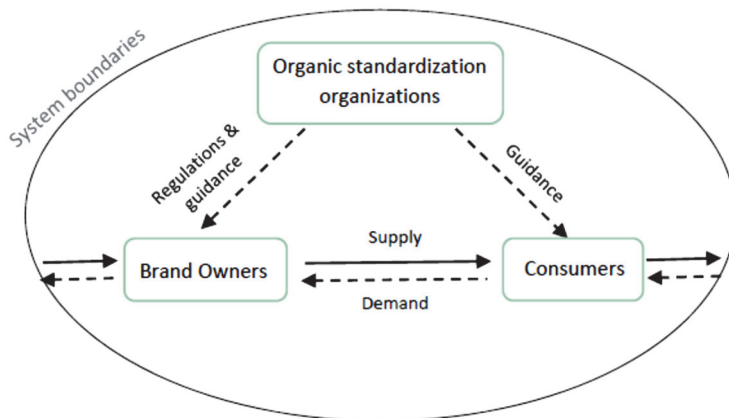 System boundaries
Organic standardization
organizations
Regulations &
guidance
Guidance
Supply
Brand Owners
Consumers
Demand